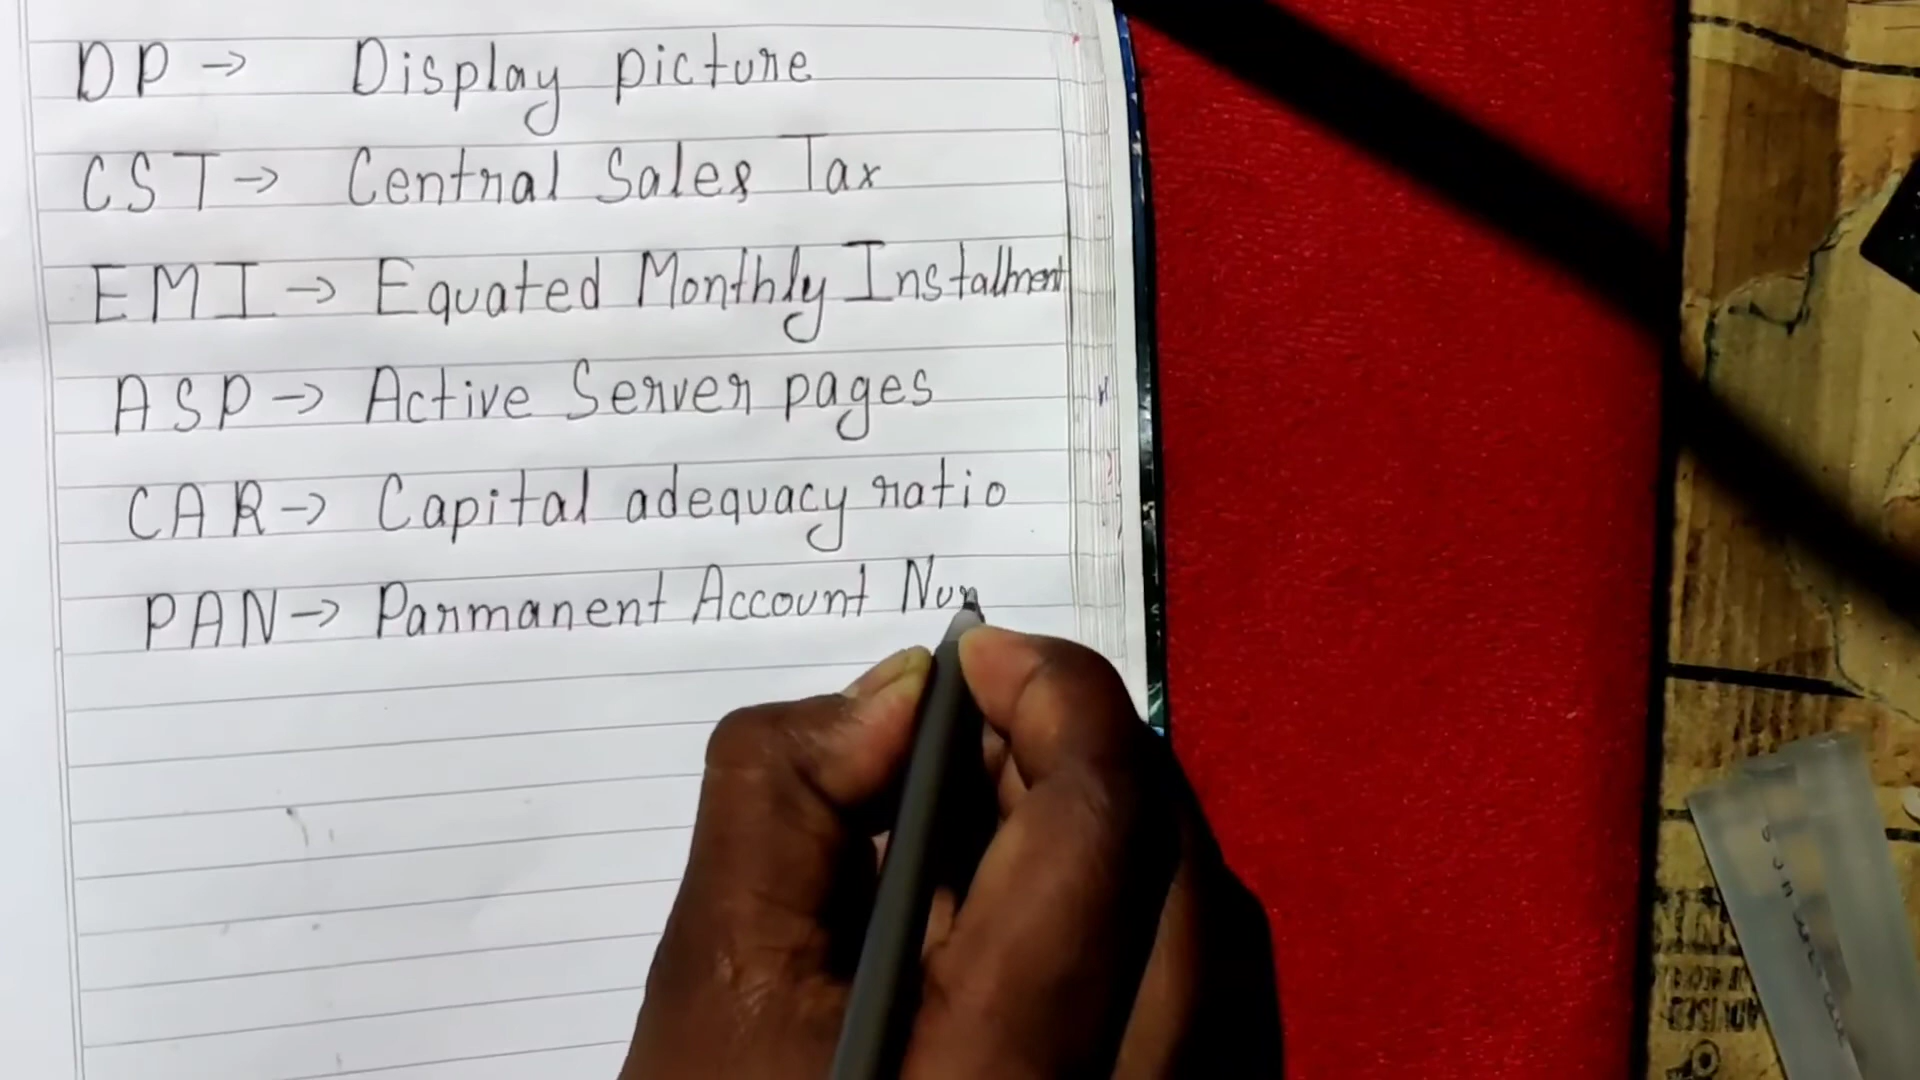 DP → Display picture
CST → Central Sales Tax
EMI → Equated Monthly Installment
ASP → Active Server pages
CAR → Capital adequacy ratio
PAN → Parmanent Account Num